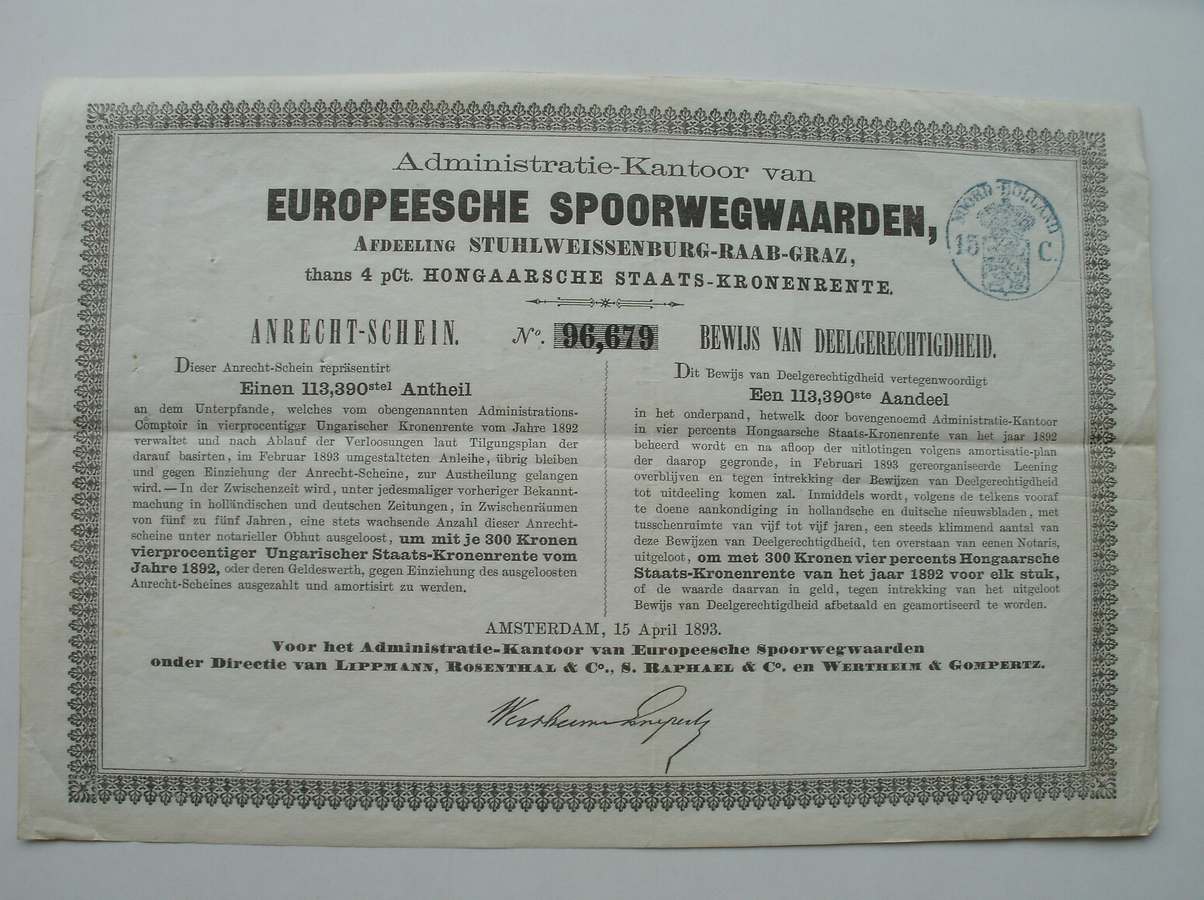 Administratie-Kantoor van
EUROPEESCHE SPOORWEGWAARDEN,
AFDEELING STUHLWEISSENBURG-RAAB-GRAZ,
thans 4 pCt. HONGAARSCHE STAATS-KRONENRENTE.
NOORD-HOLLAND
15 C.
ANRECHT-SCHEIN.
No. 96,679
BEWIJS VAN DEELGERECHTIGDHEID.
Dieser Anrecht-Schein repräsentirt
Einen 113,390stel Antheil
an dem Unterpfande, welches vom obengenannten Administrations-
Comptoir in vierprocentiger Ungarischer Kronenrente vom Jahre 1892
verwaltet und nach Ablauf der Verloosungen laut Tilgungsplan der
darauf basirten, im Februar 1893 umgestalteten Anleihe, übrig bleiben
und gegen Einziehung der Anrecht-Scheine, zur Austheilung gelangen
wird. — In der Zwischenzeit wird, unter jedesmaliger vorheriger Bekannt-
machung in holländischen und deutschen Zeitungen, in Zwischenräumen
von fünf zu fünf Jahren, eine stets wachsende Anzahl dieser Anrecht-
scheine unter notarieller Obhut ausgeloost, um mit je 300 Kronen
vierprocentiger Ungarischer Staats-Kronenrente vom
Jahre 1892, oder deren Geldeswerth, gegen Einziehung des ausgeloosten
Anrecht-Scheines ausgezahlt und amortisirt zu werden.
Dit Bewijs van Deelgerechtigdheid vertegenwoordigt
Een 113,390ste Aandeel
in het onderpand, hetwelk door bovengenoemd Administratie-Kantoor
in vier percents Hongaarsche Staats-Kronenrente van het jaar 1892
beheerd wordt en na afloop der uitlotingen volgens amortisatie-plan
der daarop gegronde, in Februari 1893 gereorganiseerde Leening
overblijven en tegen intrekking der Bewijzen van Deelgerechtigdheid
tot uitdeeling komen zal. Inmiddels wordt, volgens de telkens vooraf
te doene aankondiging in hollandsche en duitsche nieuwsbladen, met
tusschenruimte van vijf tot vijf jaren, een steeds klimmend aantal van
deze Bewijzen van Deelgerechtigdheid, ten overstaan van eenen Notaris,
uitgeloot, om met 300 Kronen vier percents Hongaarsche
Staats-Kronenrente van het jaar 1892 voor elk stuk,
of de waarde daarvan in geld, tegen intrekking van het uitgeloot
Bewijs van Deelgerechtigdheid afbetaald en geamortiseerd te worden.
AMSTERDAM, 15 April 1893.
Voor het Administratie-Kantoor van Europeesche Spoorwegwaarden
onder Directie van LIPPMANN, ROSENTHAL & Co., S. RAPHAEL & Co. en WERTHEIM & GOMPERTZ.
Wertheim Gompertz